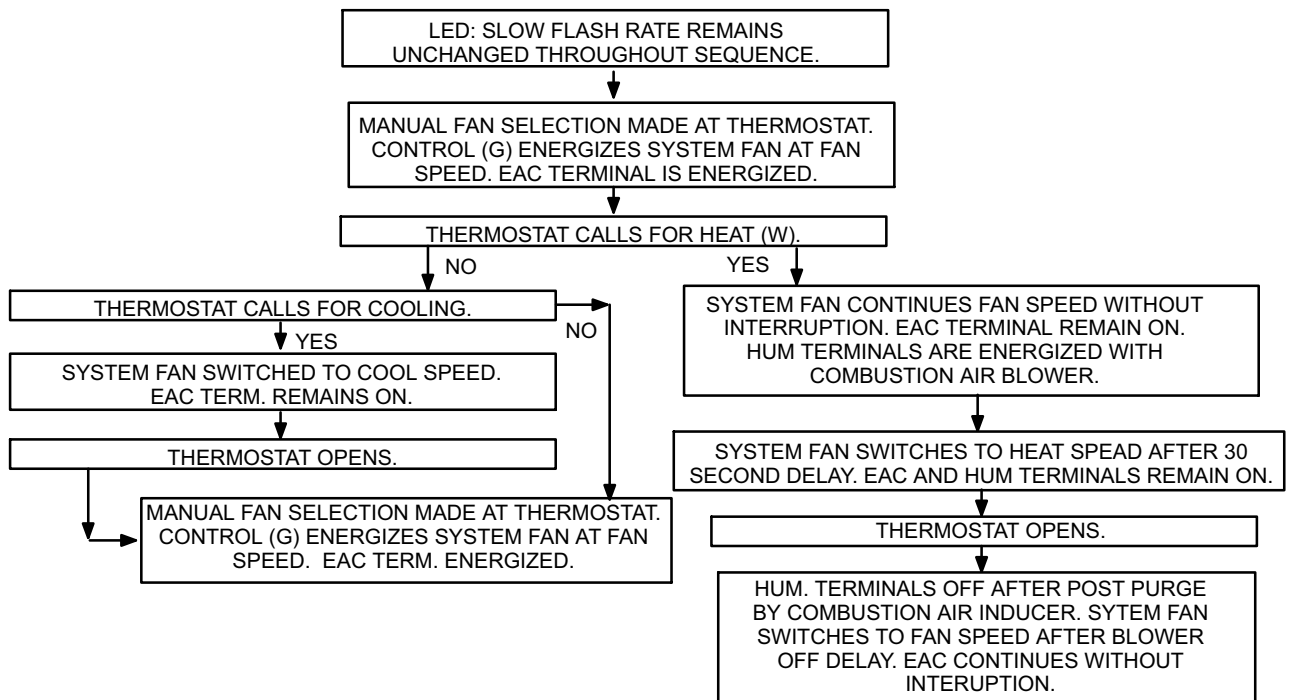 LED: SLOW FLASH RATE REMAINS
UNCHANGED THROUGHOUT SEQUENCE.
MANUAL FAN SELECTION MADE AT THERMOSTAT.
CONTROL (G) ENERGIZES SYSTEM FAN AT FAN
SPEED. EAC TERMINAL IS ENERGIZED.
THERMOSTAT CALLS FOR HEAT (W).
NO
YES
THERMOSTAT CALLS FOR COOLING.
YES
NO
SYSTEM FAN SWITCHED TO COOL SPEED.
EAC TERM. REMAINS ON.
THERMOSTAT OPENS.
MANUAL FAN SELECTION MADE AT THERMOSTAT.
CONTROL (G) ENERGIZES SYSTEM FAN AT FAN
SPEED. EAC TERM. ENERGIZED.
SYSTEM FAN CONTINUES FAN SPEED WITHOUT
INTERRUPTION. EAC TERMINAL REMAIN ON.
HUM TERMINALS ARE ENERGIZED WITH
COMBUSTION AIR BLOWER.
SYSTEM FAN SWITCHES TO HEAT SPEAD AFTER 30
SECOND DELAY. EAC AND HUM TERMINALS REMAIN ON.
THERMOSTAT OPENS.
HUM. TERMINALS OFF AFTER POST PURGE
BY COMBUSTION AIR INDUCER. SYTEM FAN
SWITCHES TO FAN SPEED AFTER BLOWER
OFF DELAY. EAC CONTINUES WITHOUT
INTERUPTION.